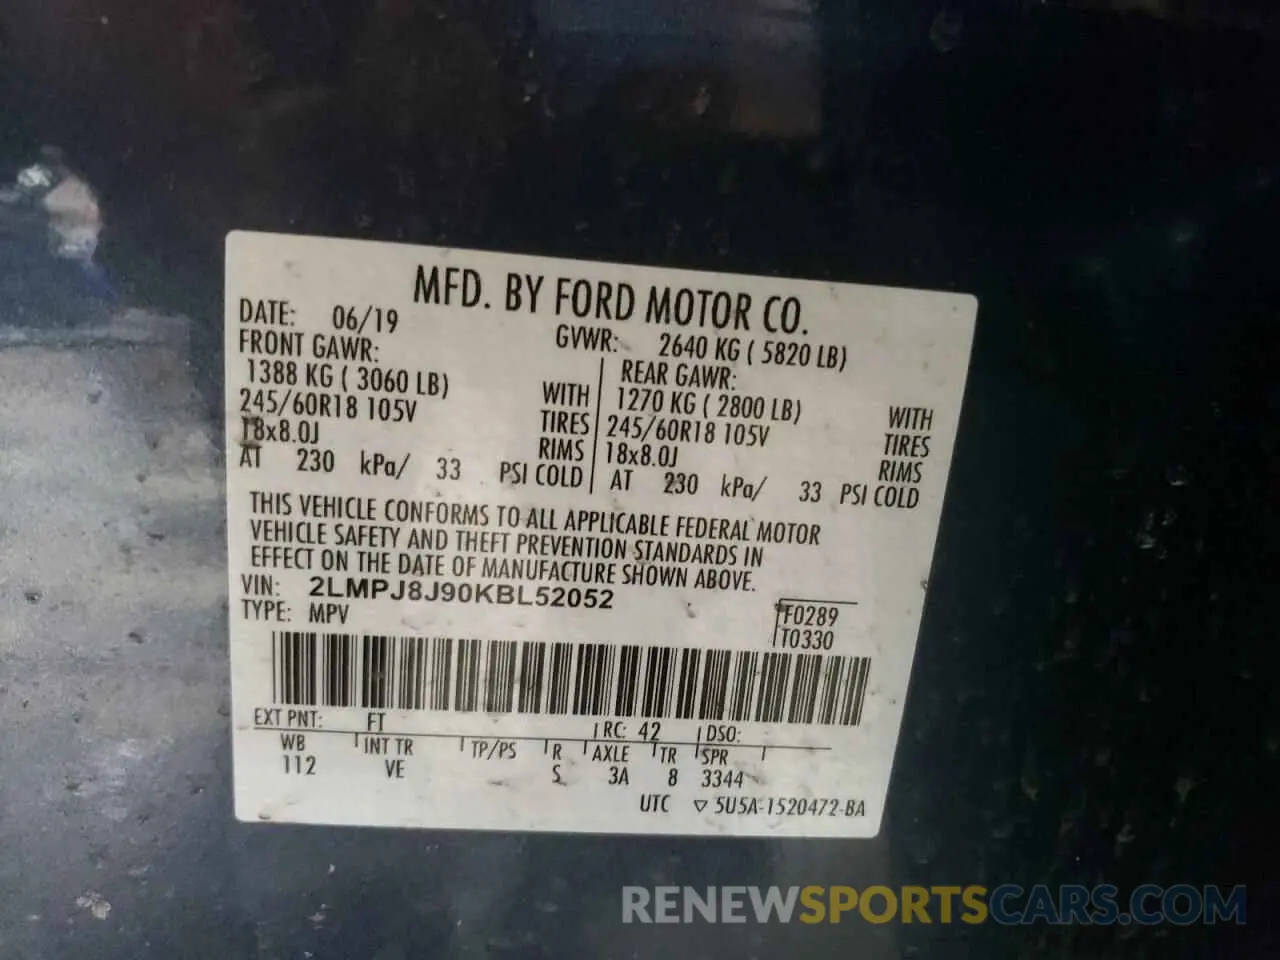 MFD. BY FORD MOTOR CO.
DATE: 06/19
GVWR: 2640 KG ( 5820 LB)
FRONT GAWR:
1388 KG ( 3060 LB) WITH
245/60R18 105V TIRES
18x8.0J RIMS
AT 230 kPa/ 33 PSI COLD
REAR GAWR:
1270 KG ( 2800 LB) WITH
245/60R18 105V TIRES
18x8.0J RIMS
AT 230 kPa/ 33 PSI COLD
THIS VEHICLE CONFORMS TO ALL APPLICABLE FEDERAL MOTOR
VEHICLE SAFETY AND THEFT PREVENTION STANDARDS IN
EFFECT ON THE DATE OF MANUFACTURE SHOWN ABOVE.
VIN: 2LMPJ8J90KBL52052
TYPE: MPV
F0289
T0330
EXT PNT: FT RC: 42 DSO:
WB INT TR TP/PS R AXLE TR SPR
112 VE S 3A 8 3344
UTC ▽ 5U5A-1520472-BA
RENEWSPORTSCARS.COM